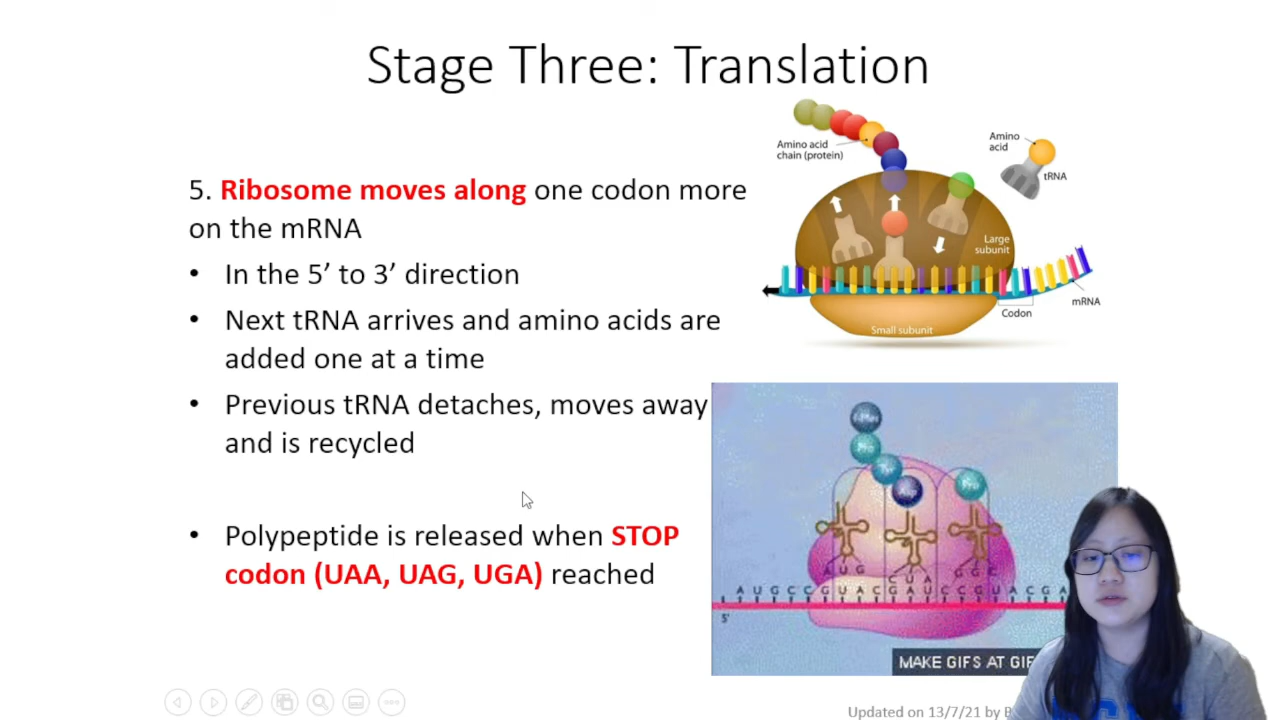 Stage Three: Translation
5. Ribosome moves along one codon more
on the mRNA
• In the 5’ to 3’ direction
• Next tRNA arrives and amino acids are
added one at a time
• Previous tRNA detaches, moves away
and is recycled
• Polypeptide is released when STOP
codon (UAA, UAG, UGA) reached
Amino acid
chain (protein)
Amino
acid
tRNA
Large
subunit
mRNA
Codon
Small subunit
Pro
A U G
C U A
G G C
A U G C C G U A C G A U C C G U A C G A
5'
MAKE GIFS AT
Updated on 13/7/21 by